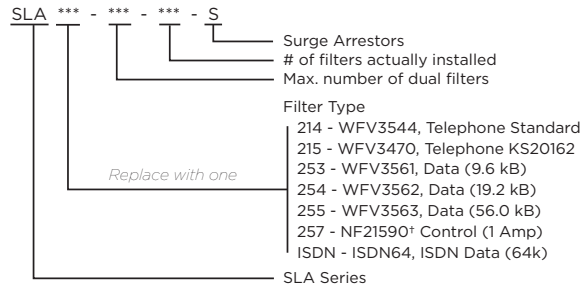 SLA *** - *** - *** - S
Surge Arrestors
# of filters actually installed
Max. number of dual filters
Filter Type
214 - WFV3544, Telephone Standard
215 - WFV3470, Telephone KS20162
253 - WFV3561, Data (9.6 kB)
Replace with one
254 - WFV3562, Data (19.2 kB)
255 - WFV3563, Data (56.0 kB)
257 - NF21590† Control (1 Amp)
ISDN - ISDN64, ISDN Data (64k)
SLA Series